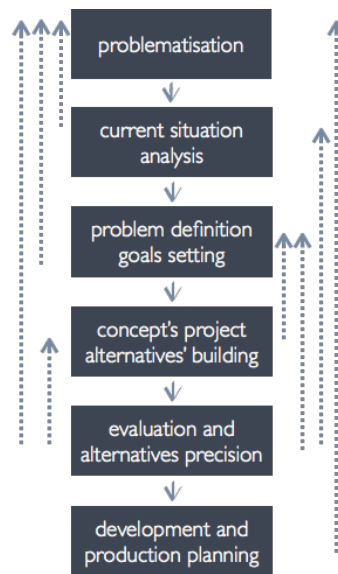 problematisation
current situation
analysis
problem definition
goals setting
concept's project
alternatives' building
evaluation and
alternatives precision
development and
production planning